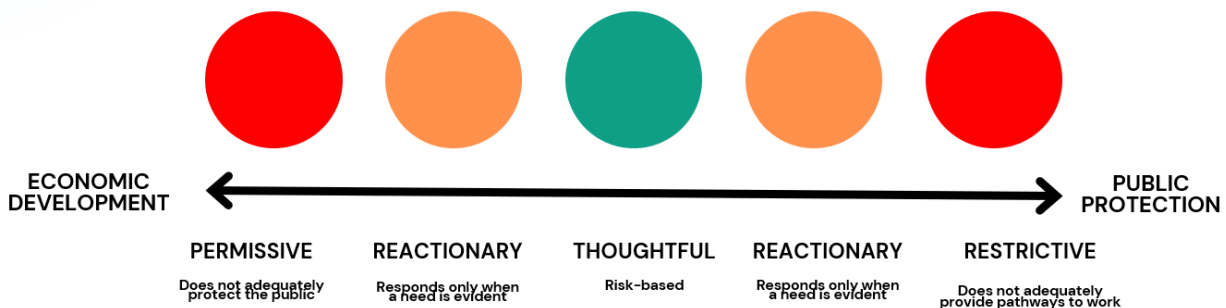 ECONOMIC
DEVELOPMENT
PUBLIC
PROTECTION
PERMISSIVE
Does not adequately
protect the public
REACTIONARY
Responds only when
a need is evident
THOUGHTFUL
Risk-based
REACTIONARY
Responds only when
a need is evident
RESTRICTIVE
Does not adequately
provide pathways to work